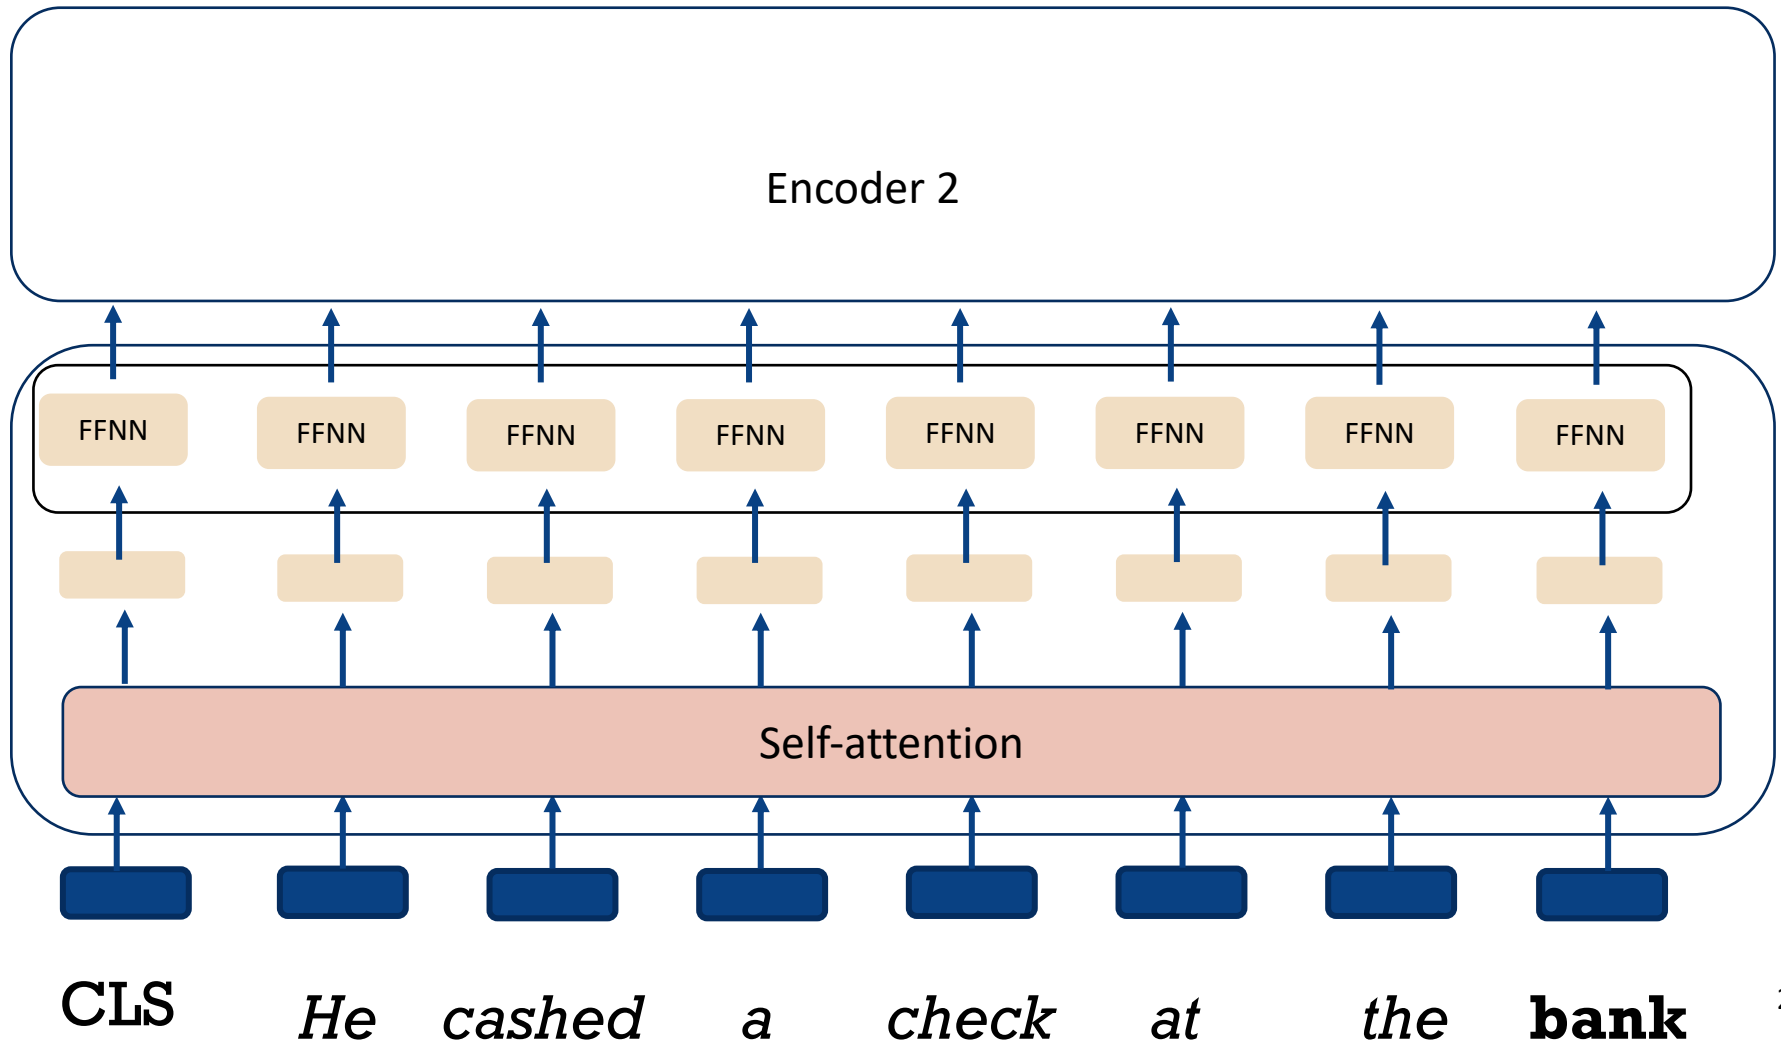 Encoder 2
FFNN FFNN FFNN FFNN FFNN FFNN FFNN FFNN
Self-attention
CLS He cashed a check at the bank